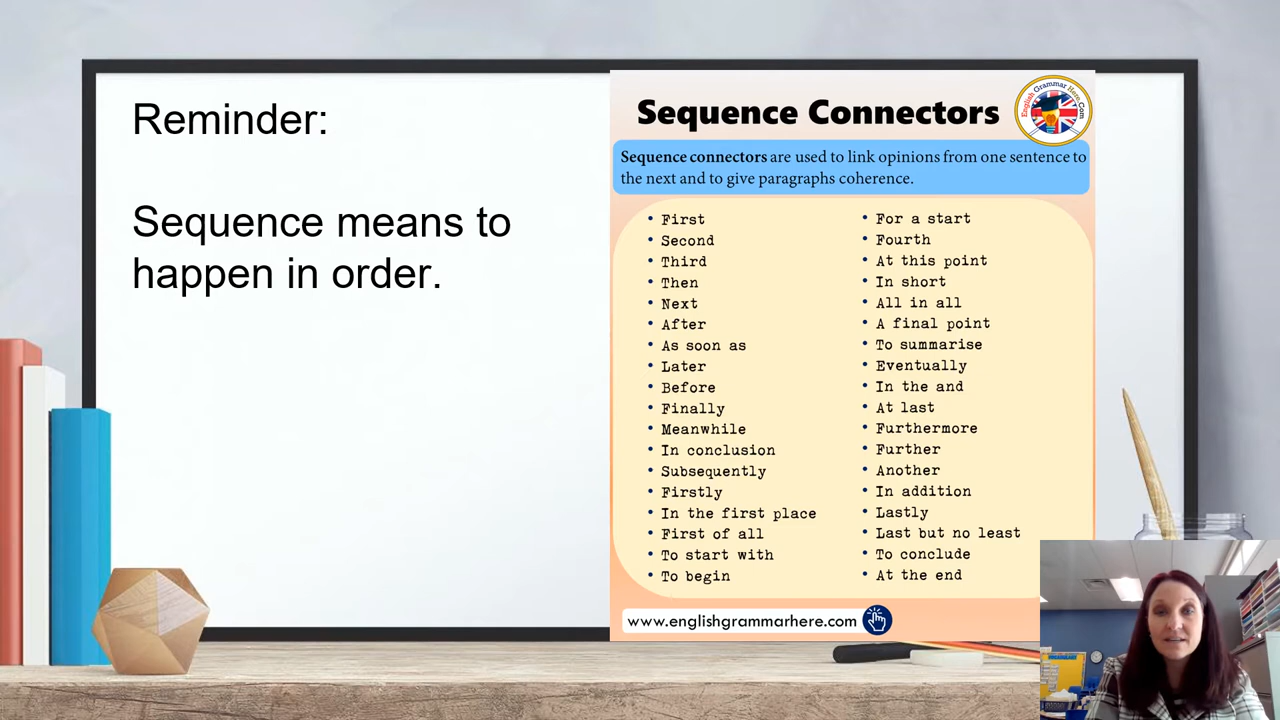 Reminder:
Sequence means to
happen in order.
Sequence Connectors
English Grammar Here.Com
Sequence connectors are used to link opinions from one sentence to
the next and to give paragraphs coherence.
• First
• Second
• Third
• Then
• Next
• After
• As soon as
• Later
• Before
• Finally
• Meanwhile
• In conclusion
• Subsequently
• Firstly
• In the first place
• First of all
• To start with
• To begin
• For a start
• Fourth
• At this point
• In short
• All in all
• A final point
• To summarise
• Eventually
• In the and
• At last
• Furthermore
• Further
• Another
• In addition
• Lastly
• Last but no least
• To conclude
• At the end
www.englishgrammarhere.com